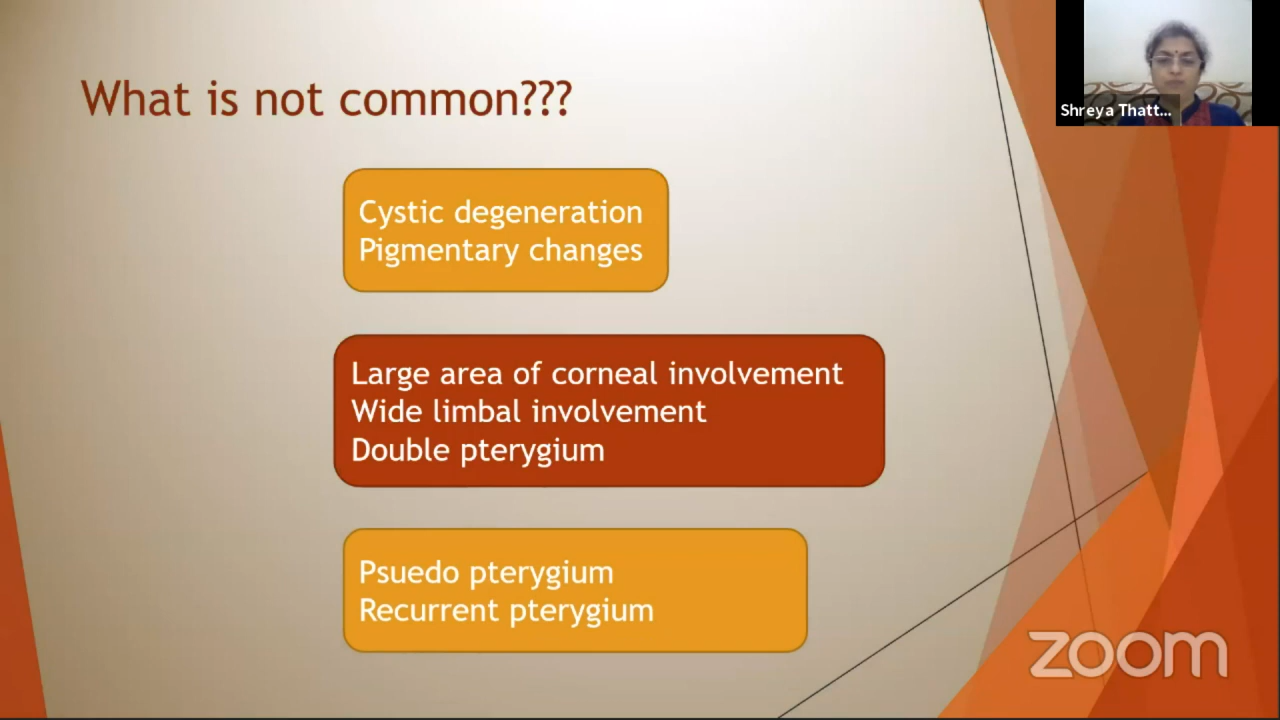 What is not common???
Shreya Thatt...
Cystic degeneration
Pigmentary changes
Large area of corneal involvement
Wide limbal involvement
Double pterygium
Psuedo pterygium
Recurrent pterygium
zoom